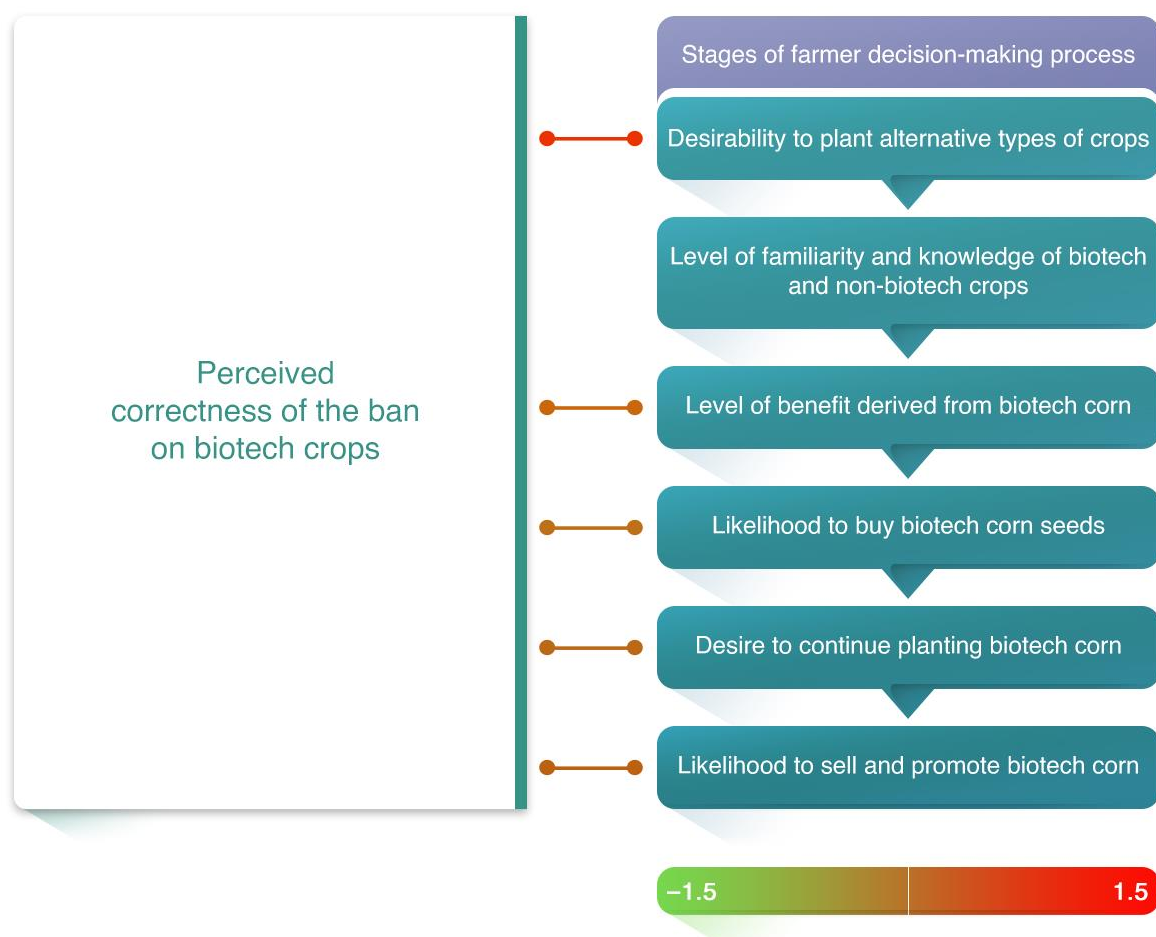 Perceived
correctness of the ban
on biotech crops
Stages of farmer decision-making process
Desirability to plant alternative types of crops
Level of familiarity and knowledge of biotech
and non-biotech crops
Level of benefit derived from biotech corn
Likelihood to buy biotech corn seeds
Desire to continue planting biotech corn
Likelihood to sell and promote biotech corn
−1.5 1.5